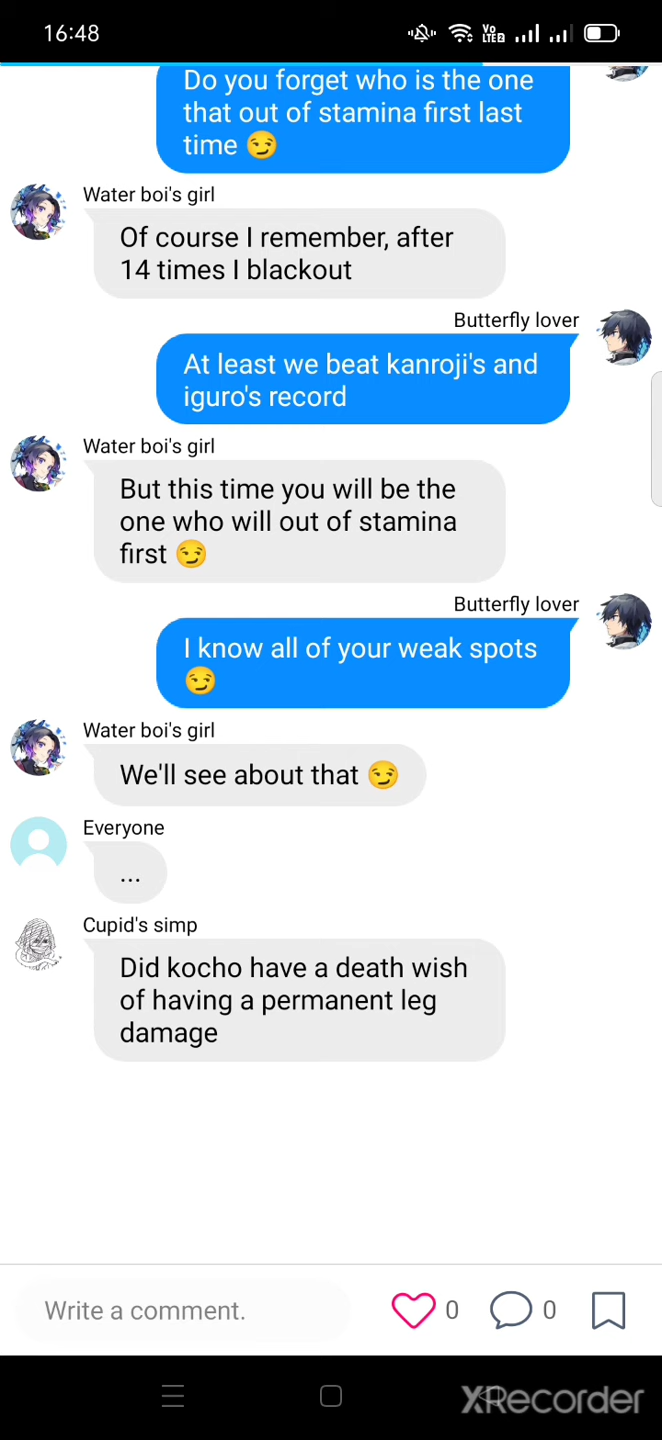 16:48
Vo
LTE2
Do you forget who is the one
that out of stamina first last
time 😏
Water boi's girl
Of course I remember, after
14 times I blackout
Butterfly lover
At least we beat kanroji's and
iguro's record
Water boi's girl
But this time you will be the
one who will out of stamina
first 😏
Butterfly lover
I know all of your weak spots
😏
Water boi's girl
We'll see about that 😏
Everyone
...
Cupid's simp
Did kocho have a death wish
of having a permanent leg
damage
Write a comment.
0
0
XRecorder